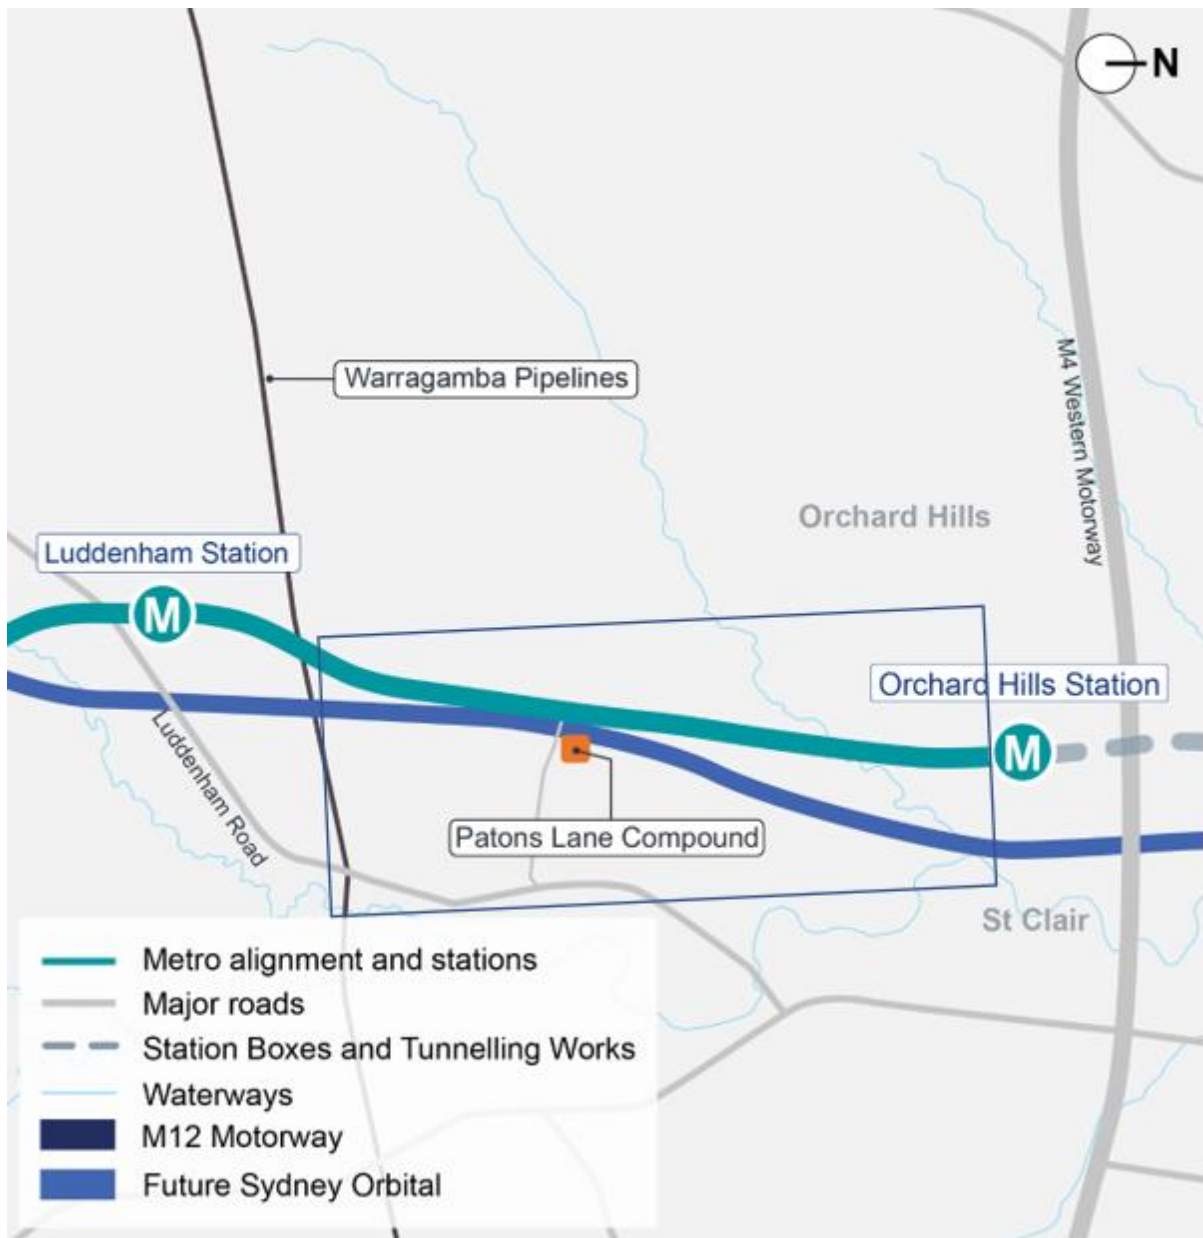 N
Warragamba Pipelines
M4 Western Motorway
Orchard Hills
Luddenham Station
M
Orchard Hills Station
M
Luddenham Road
Patons Lane Compound
St Clair
Metro alignment and stations
Major roads
Station Boxes and Tunnelling Works
Waterways
M12 Motorway
Future Sydney Orbital